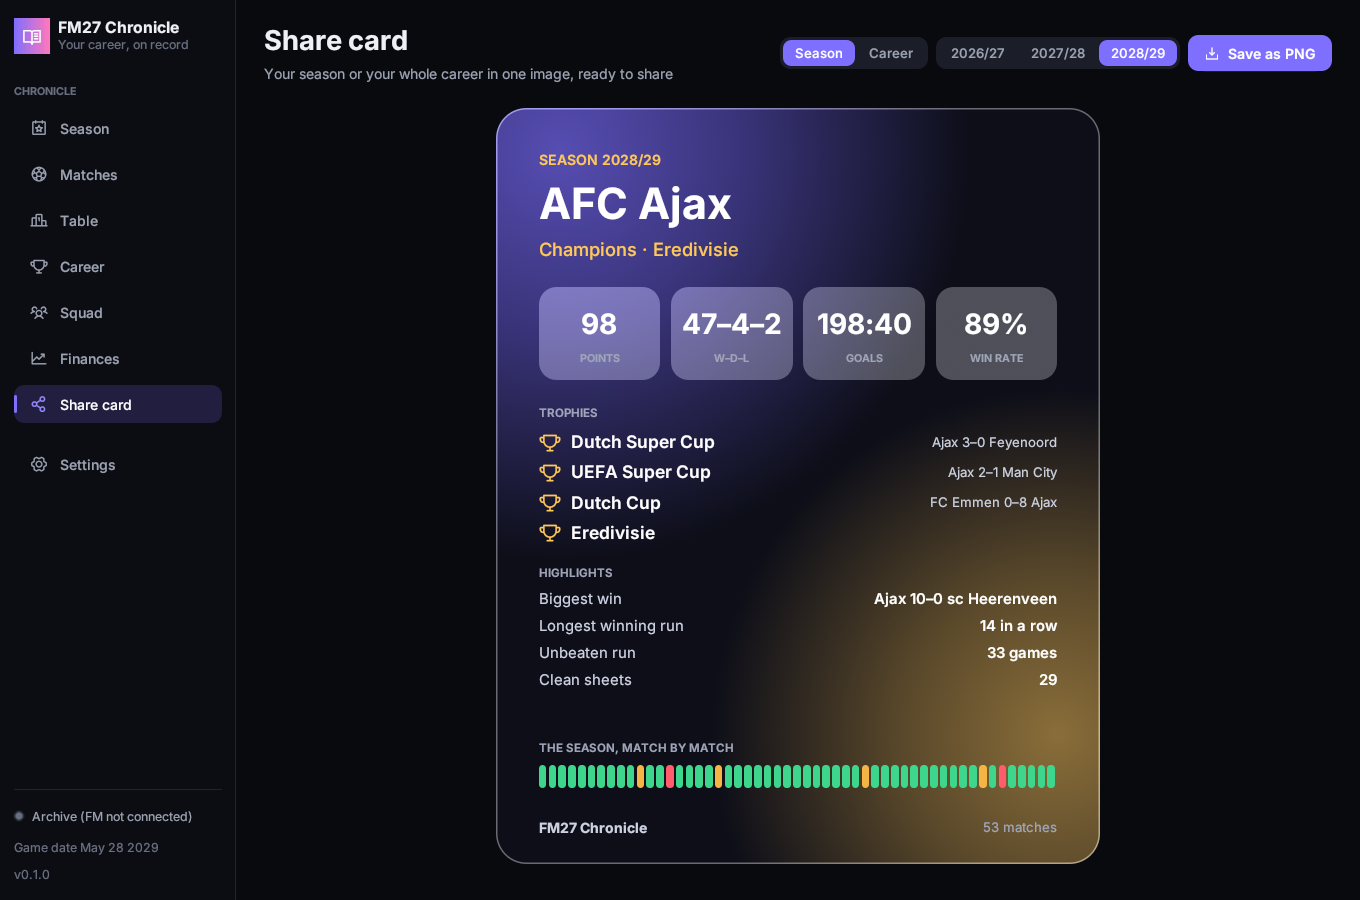 FM27 Chronicle
Your career, on record
CHRONICLE
Season
Matches
Table
Career
Squad
Finances
Share card
Settings
Archive (FM not connected)
Game date May 28 2029
v0.1.0
Share card
Your season or your whole career in one image, ready to share
Season Career
2026/27 2027/28 2028/29
Save as PNG
SEASON 2028/29
AFC Ajax
Champions · Eredivisie
98 47–4–2 198:40 89%
POINTS W–D–L GOALS WIN RATE
TROPHIES
Dutch Super Cup Ajax 3–0 Feyenoord
UEFA Super Cup Ajax 2–1 Man City
Dutch Cup FC Emmen 0–8 Ajax
Eredivisie
HIGHLIGHTS
Biggest win Ajax 10–0 sc Heerenveen
Longest winning run 14 in a row
Unbeaten run 33 games
Clean sheets 29
THE SEASON, MATCH BY MATCH
FM27 Chronicle 53 matches